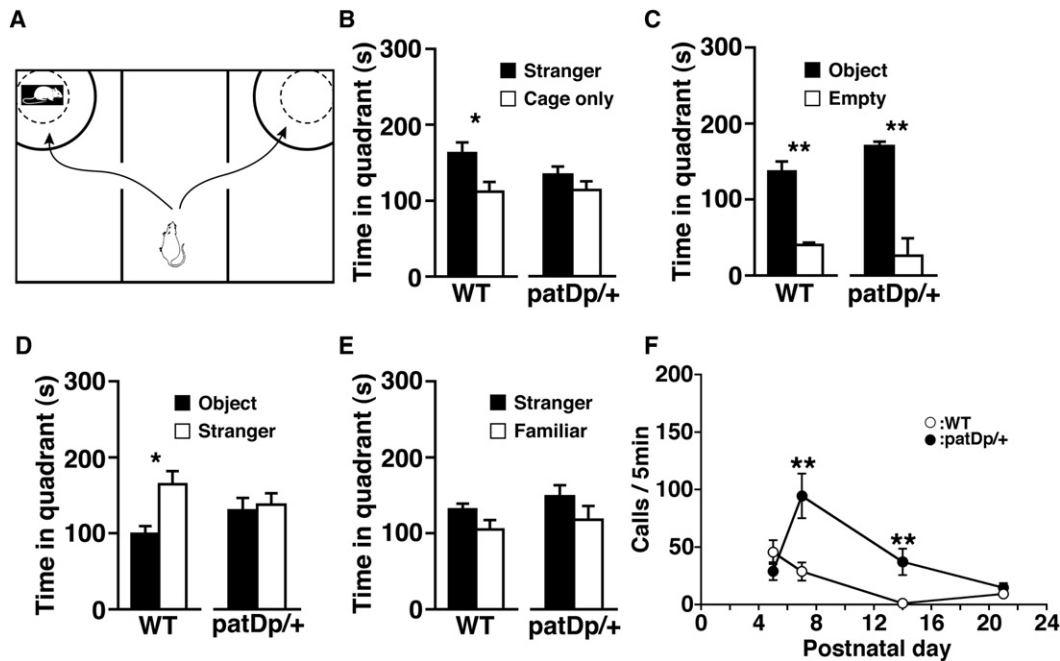 A
B
Time in quadrant (s)
300
200
100
0
Stranger
Cage only
*
WT
patDp/+
C
Time in quadrant (s)
300
200
100
0
Object
Empty
**
**
WT
patDp/+
D
Time in quadrant (s)
300
200
100
0
Object
Stranger
*
WT
patDp/+
E
Time in quadrant (s)
300
200
100
0
Stranger
Familiar
WT
patDp/+
F
Calls / 5min
200
150
100
50
0
:WT
:patDp/+
**
**
0 4 8 12 16 20 24
Postnatal day